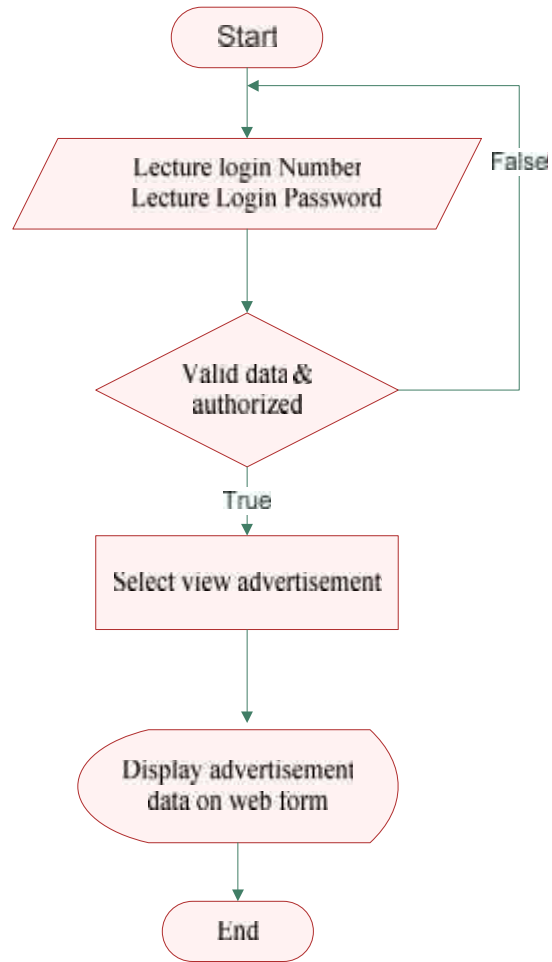 Start
Lecture login Number
Lecture Login Password
False
Valid data &
authorized
True
Select view advertisement
Display advertisement
data on web form
End